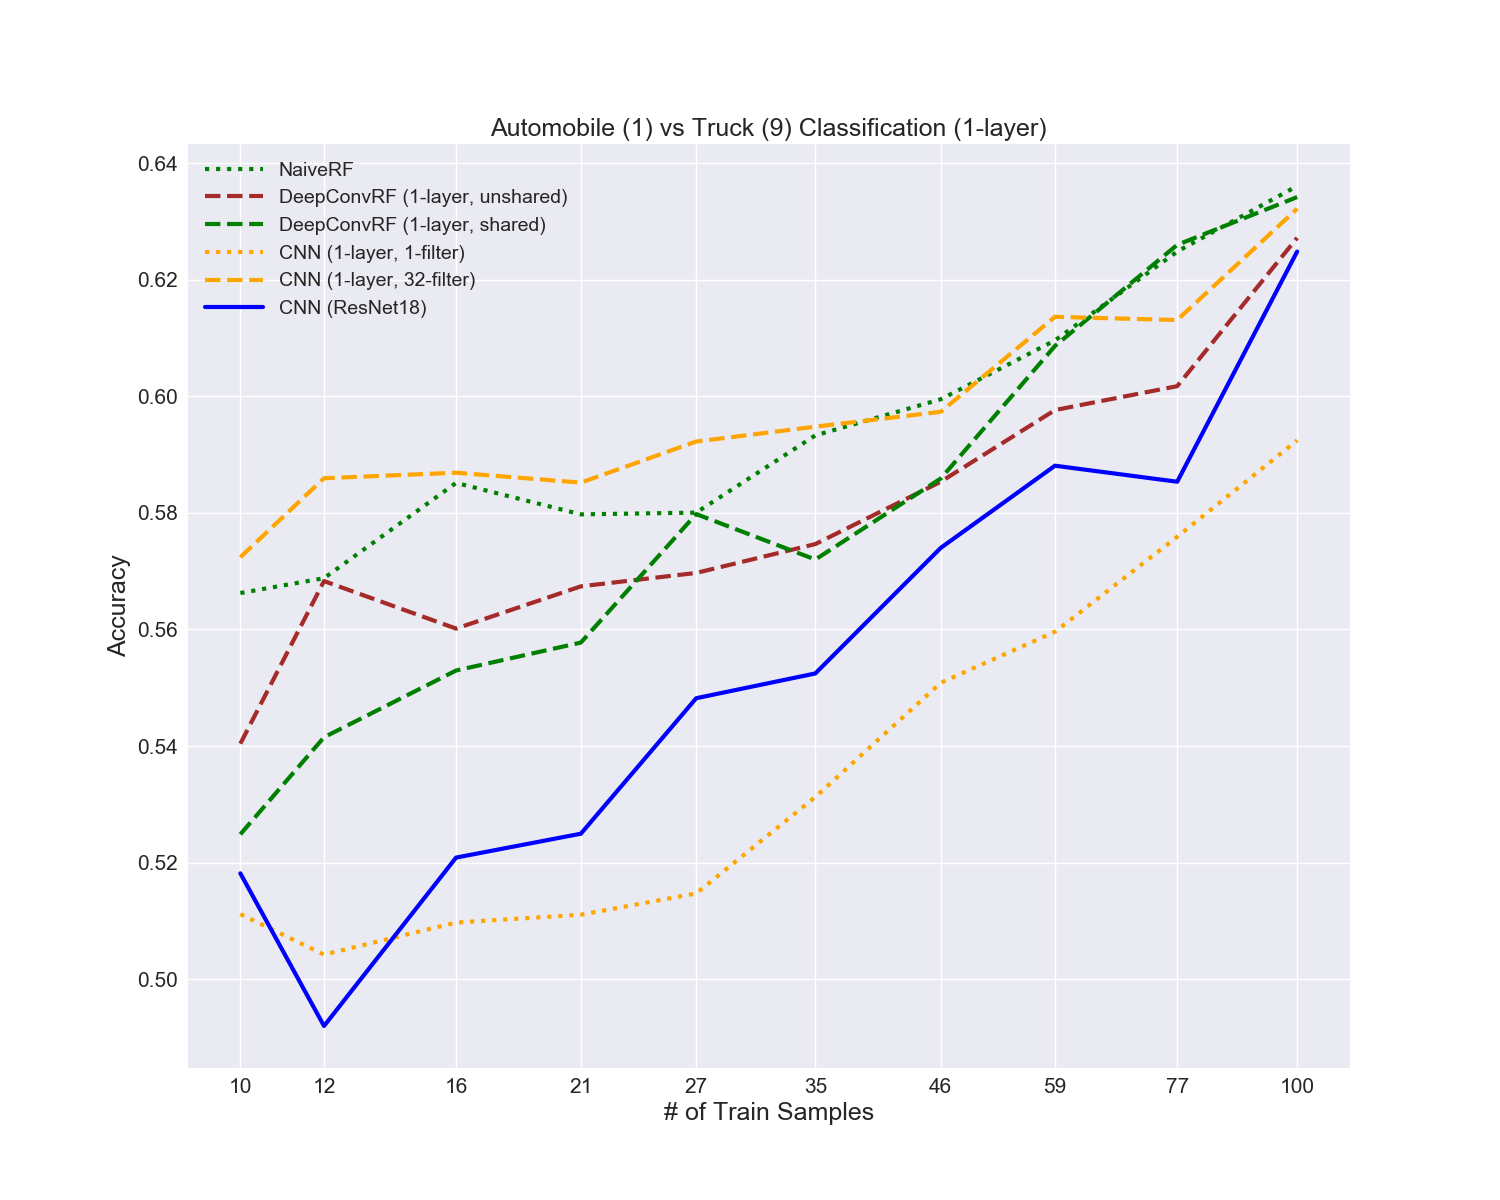 Automobile (1) vs Truck (9) Classification (1-layer)
NaiveRF
DeepConvRF (1-layer, unshared)
DeepConvRF (1-layer, shared)
CNN (1-layer, 1-filter)
CNN (1-layer, 32-filter)
CNN (ResNet18)
0.64
0.62
0.60
0.58
0.56
0.54
0.52
0.50
Accuracy
10 12 16 21 27 35 46 59 77 100
# of Train Samples